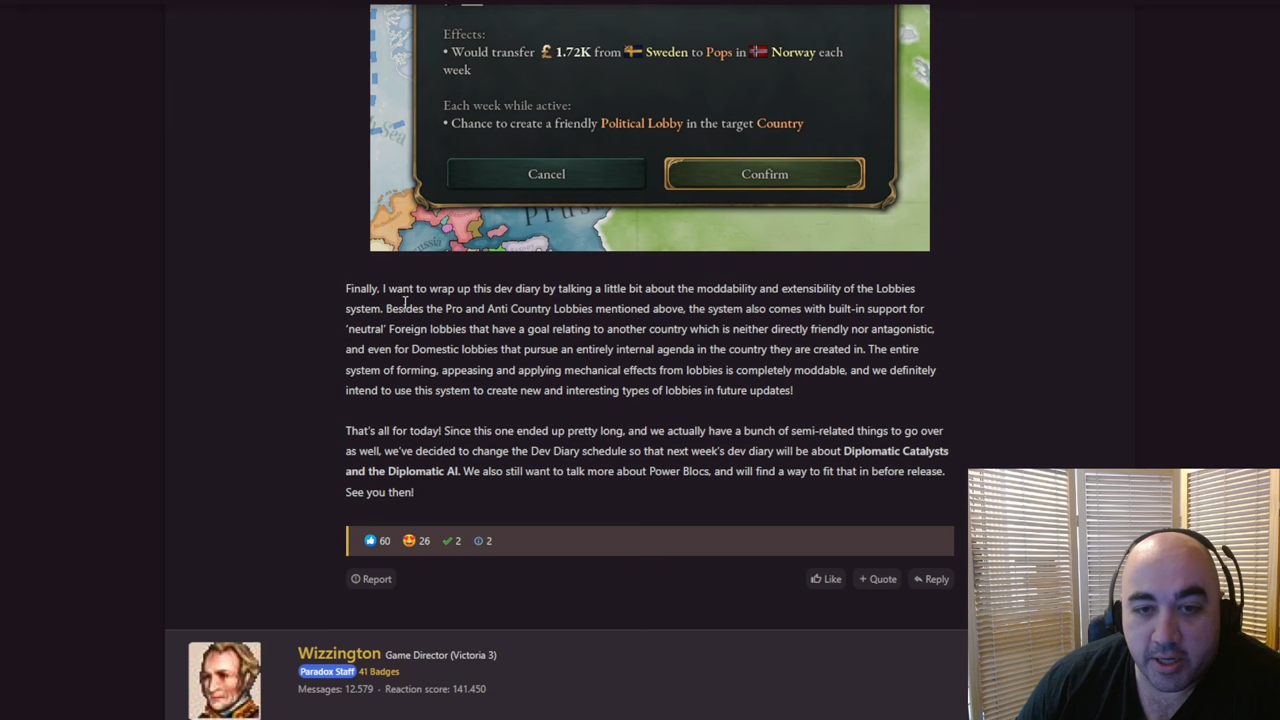 Effects:
• Would transfer £ 1.72K from Sweden to Pops in Norway each
week
Each week while active:
• Chance to create a friendly Political Lobby in the target Country
Cancel
Confirm
Prus
ussia
Finally, I want to wrap up this dev diary by talking a little bit about the moddability and extensibility of the Lobbies
system. Besides the Pro and Anti Country Lobbies mentioned above, the system also comes with built-in support for
‘neutral’ Foreign lobbies that have a goal relating to another country which is neither directly friendly nor antagonistic,
and even for Domestic lobbies that pursue an entirely internal agenda in the country they are created in. The entire
system of forming, appeasing and applying mechanical effects from lobbies is completely moddable, and we definitely
intend to use this system to create new and interesting types of lobbies in future updates!
That’s all for today! Since this one ended up pretty long, and we actually have a bunch of semi-related things to go over
as well, we’ve decided to change the Dev Diary schedule so that next week’s dev diary will be about Diplomatic Catalysts
and the Diplomatic AI. We also still want to talk more about Power Blocs, and will find a way to fit that in before release.
See you then!
60 26 2 2
Report
Like + Quote Reply
Wizzington Game Director (Victoria 3)
Paradox Staff 41 Badges
Messages: 12.579 · Reaction score: 141.450